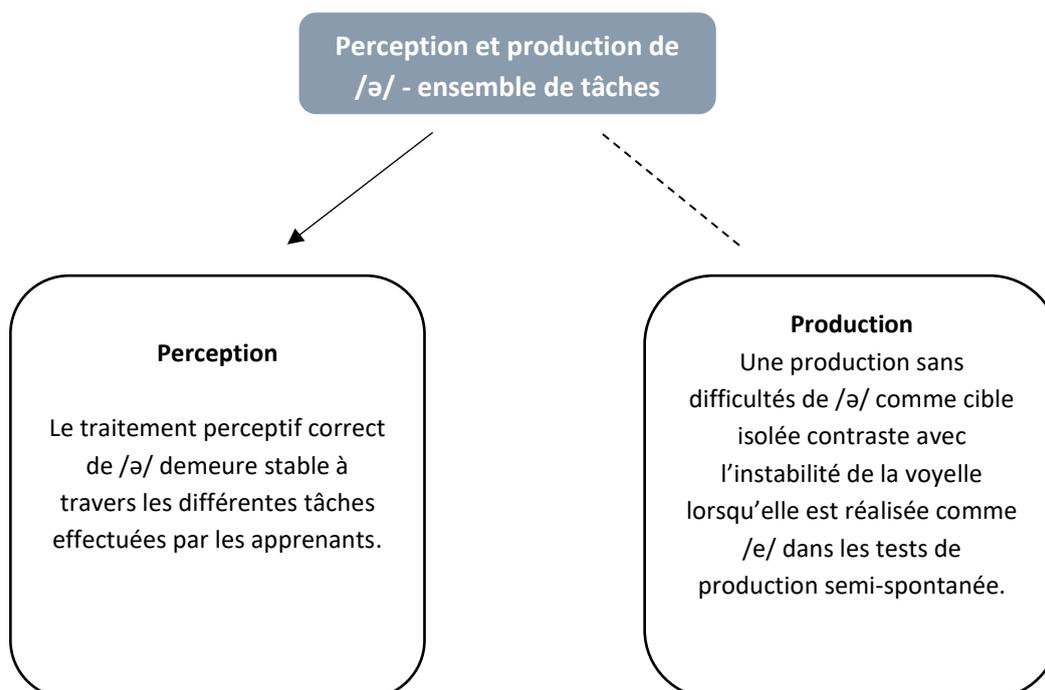 Perception et production de
/ə/ - ensemble de tâches
Perception
Le traitement perceptif correct
de /ə/ demeure stable à
travers les différentes tâches
effectuées par les apprenants.
Production
Une production sans
difficultés de /ə/ comme cible
isolée contraste avec
l’instabilité de la voyelle
lorsqu’elle est réalisée comme
/e/ dans les tests de
production semi-spontanée.